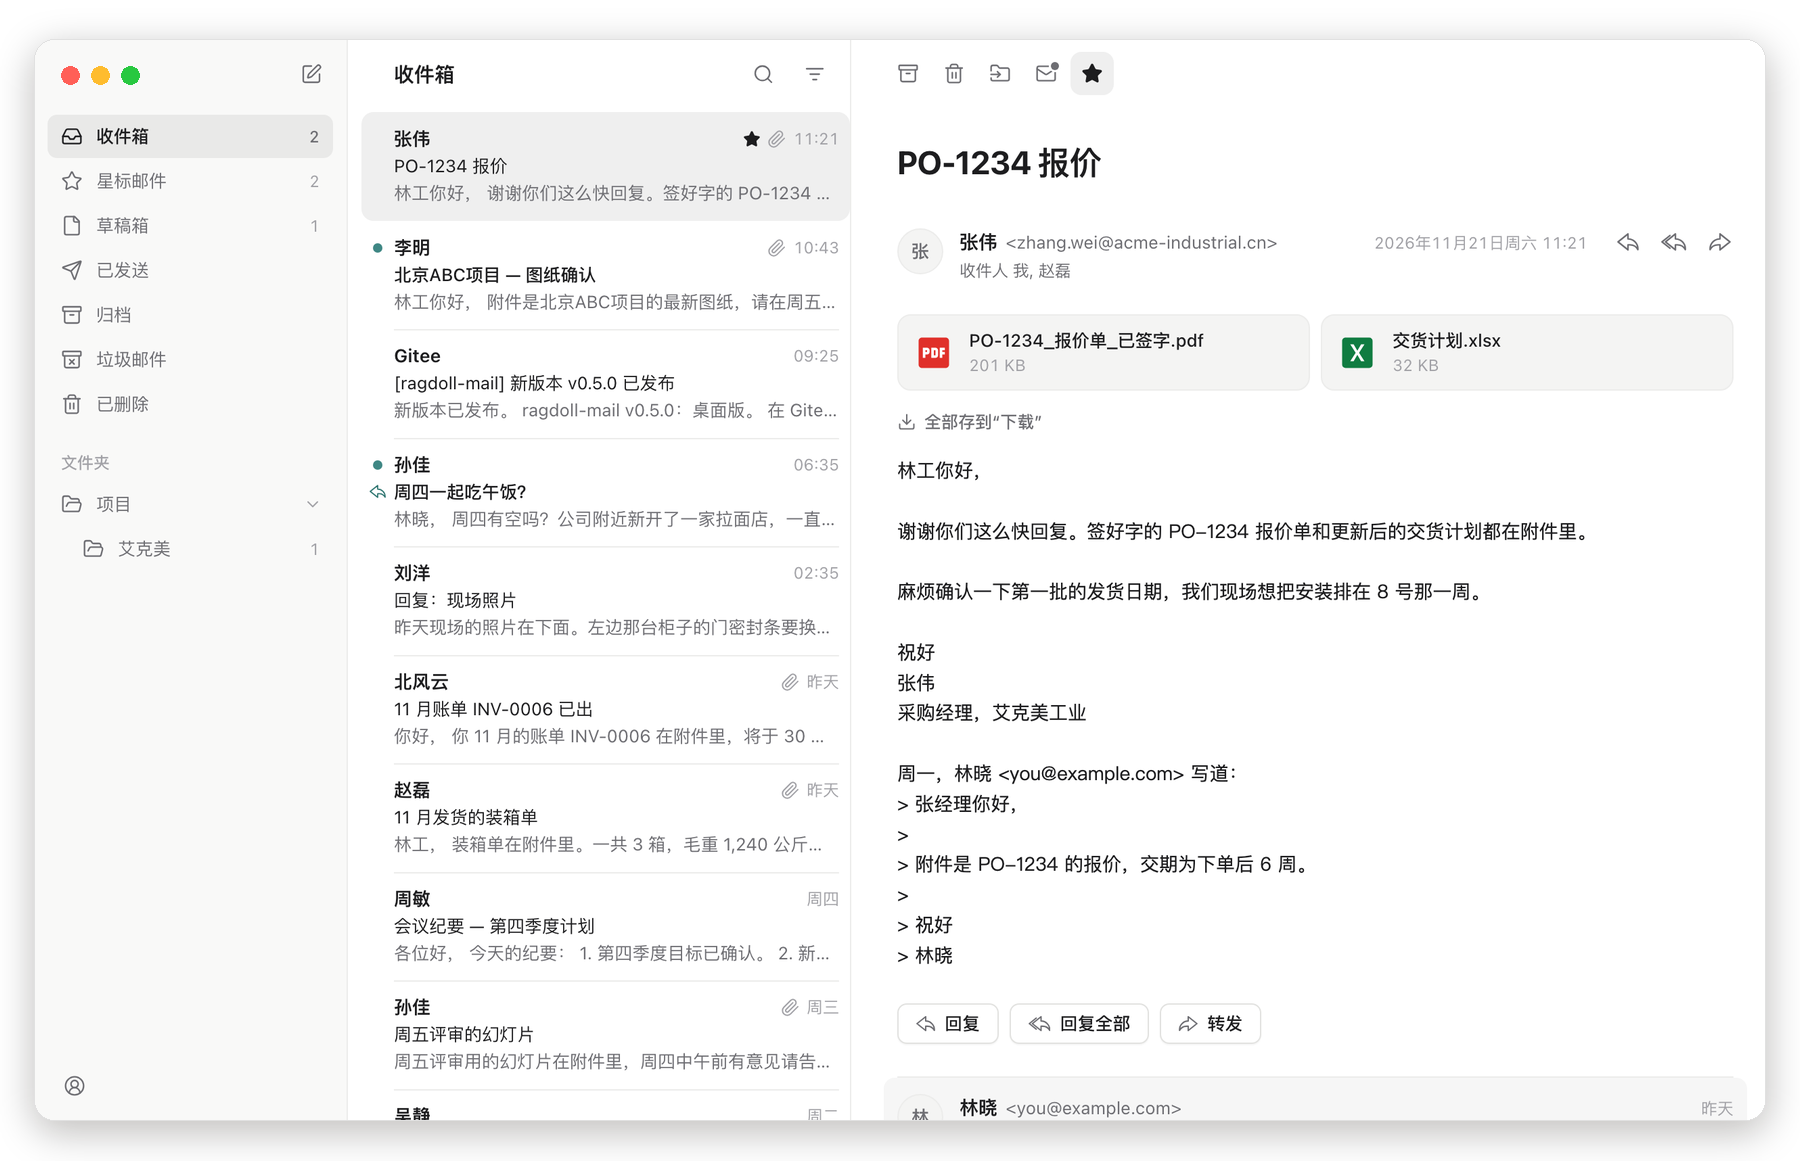 收件箱
2
星标邮件
2
草稿箱
1
已发送
归档
垃圾邮件
已删除
文件夹
项目
艾克美
1
收件箱
张伟
11:21
PO-1234 报价
林工你好， 谢谢你们这么快回复。签好字的 PO-1234 ...
李明
10:43
北京ABC项目 — 图纸确认
林工你好， 附件是北京ABC项目的最新图纸，请在周五...
Gitee
09:25
[ragdoll-mail] 新版本 v0.5.0 已发布
新版本已发布。 ragdoll-mail v0.5.0：桌面版。 在 Gite...
孙佳
06:35
周四一起吃午饭？
林晓， 周四有空吗？公司附近新开了一家拉面店，一直...
刘洋
02:35
回复：现场照片
昨天现场的照片在下面。左边那台柜子的门密封条要换...
北风云
昨天
11 月账单 INV-0006 已出
你好， 你 11 月的账单 INV-0006 在附件里，将于 30 ...
赵磊
昨天
11 月发货的装箱单
林工， 装箱单在附件里。一共 3 箱，毛重 1,240 公斤...
周敏
周四
会议纪要 — 第四季度计划
各位好， 今天的纪要： 1. 第四季度目标已确认。 2. 新...
孙佳
周三
周五评审的幻灯片
周五评审用的幻灯片在附件里，周四中午前有意见请告...
吴静
周二
PO-1234 报价
张
张伟 <zhang.wei@acme-industrial.cn>
2026年11月21日周六 11:21
收件人 我, 赵磊
PDF
PO-1234_报价单_已签字.pdf
201 KB
X
交货计划.xlsx
32 KB
全部存到“下载”
林工你好，
谢谢你们这么快回复。签好字的 PO-1234 报价单和更新后的交货计划都在附件里。
麻烦确认一下第一批的发货日期，我们现场想把安装排在 8 号那一周。
祝好
张伟
采购经理，艾克美工业
周一，林晓 <you@example.com> 写道：
> 张经理你好，
>
> 附件是 PO-1234 的报价，交期为下单后 6 周。
>
> 祝好
> 林晓
回复
回复全部
转发
林
林晓 <you@example.com>
昨天